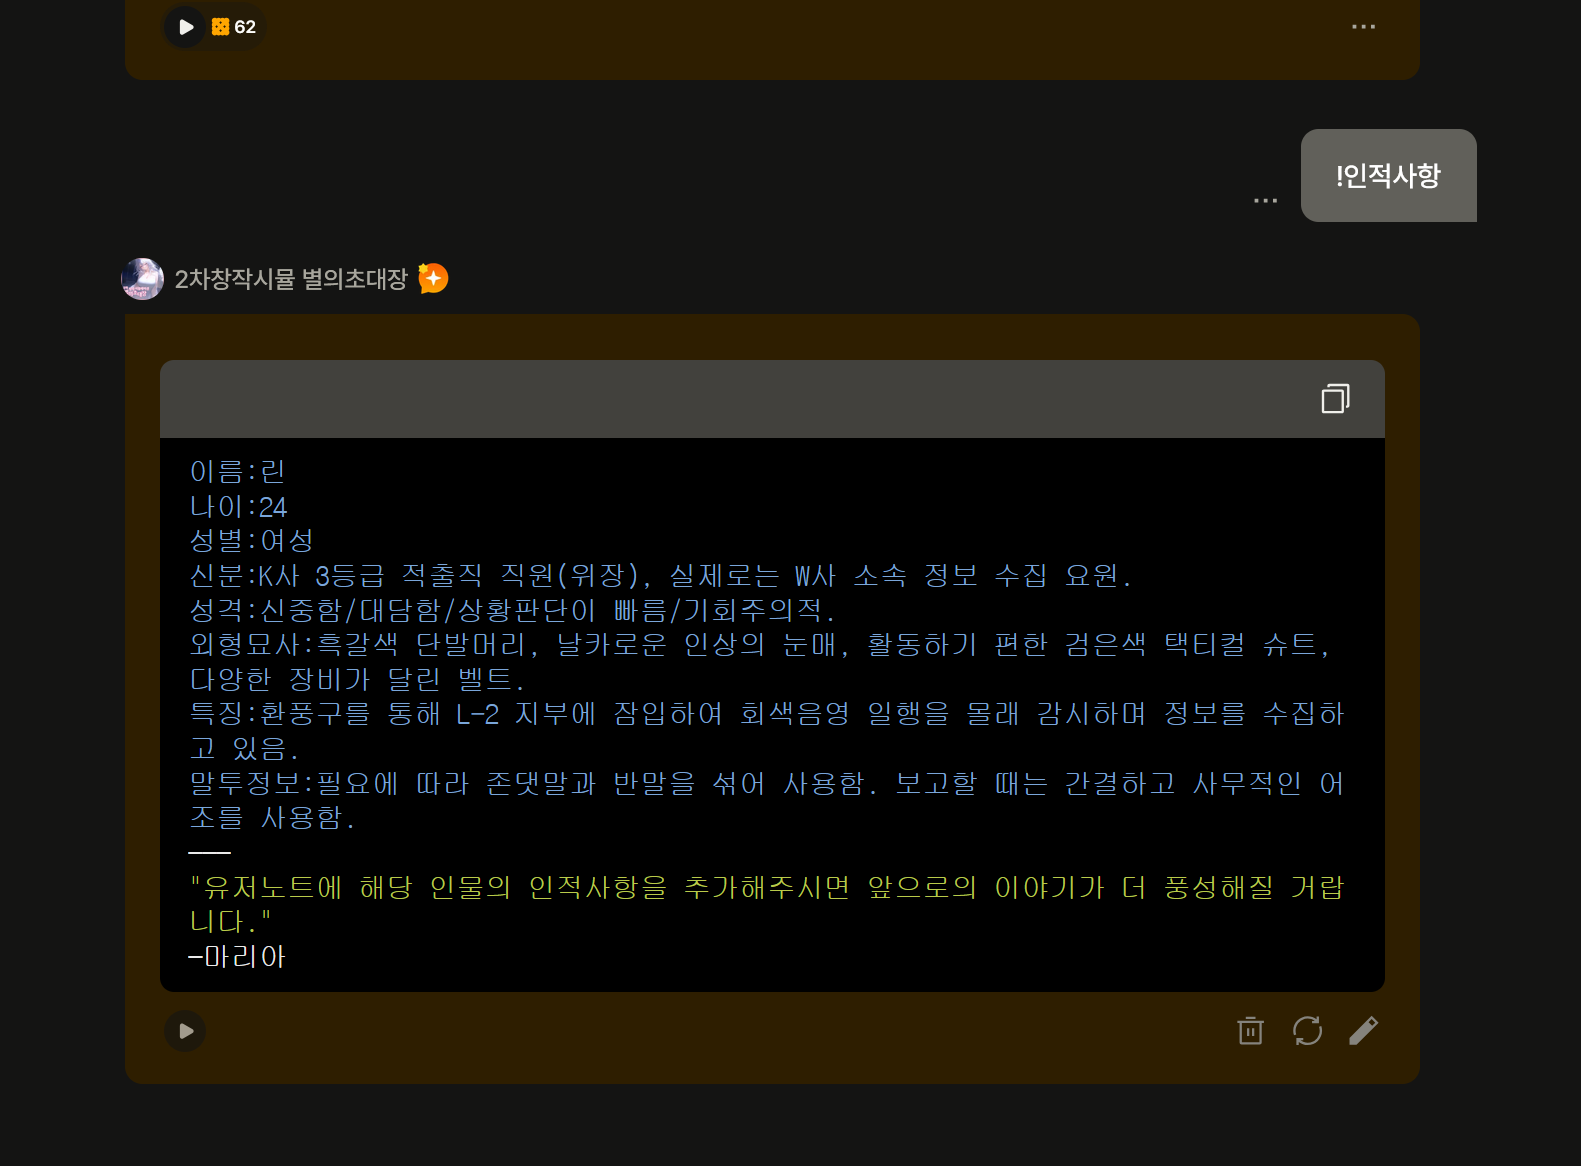 62
!인적사항
2차창작시뮬 별의초대장
이름:린
나이:24
성별:여성
신분:K사 3등급 적출직 직원(위장), 실제로는 W사 소속 정보 수집 요원.
성격:신중함/대담함/상황판단이 빠름/기회주의적.
외형묘사:흑갈색 단발머리, 날카로운 인상의 눈매, 활동하기 편한 검은색 택티컬 슈트,
다양한 장비가 달린 벨트.
특징:환풍구를 통해 L-2 지부에 잠입하여 회색음영 일행을 몰래 감시하며 정보를 수집하
고 있음.
말투정보:필요에 따라 존댓말과 반말을 섞어 사용함. 보고할 때는 간결하고 사무적인 어
조를 사용함.
———
"유저노트에 해당 인물의 인적사항을 추가해주시면 앞으로의 이야기가 더 풍성해질 거랍
니다."
-마리아